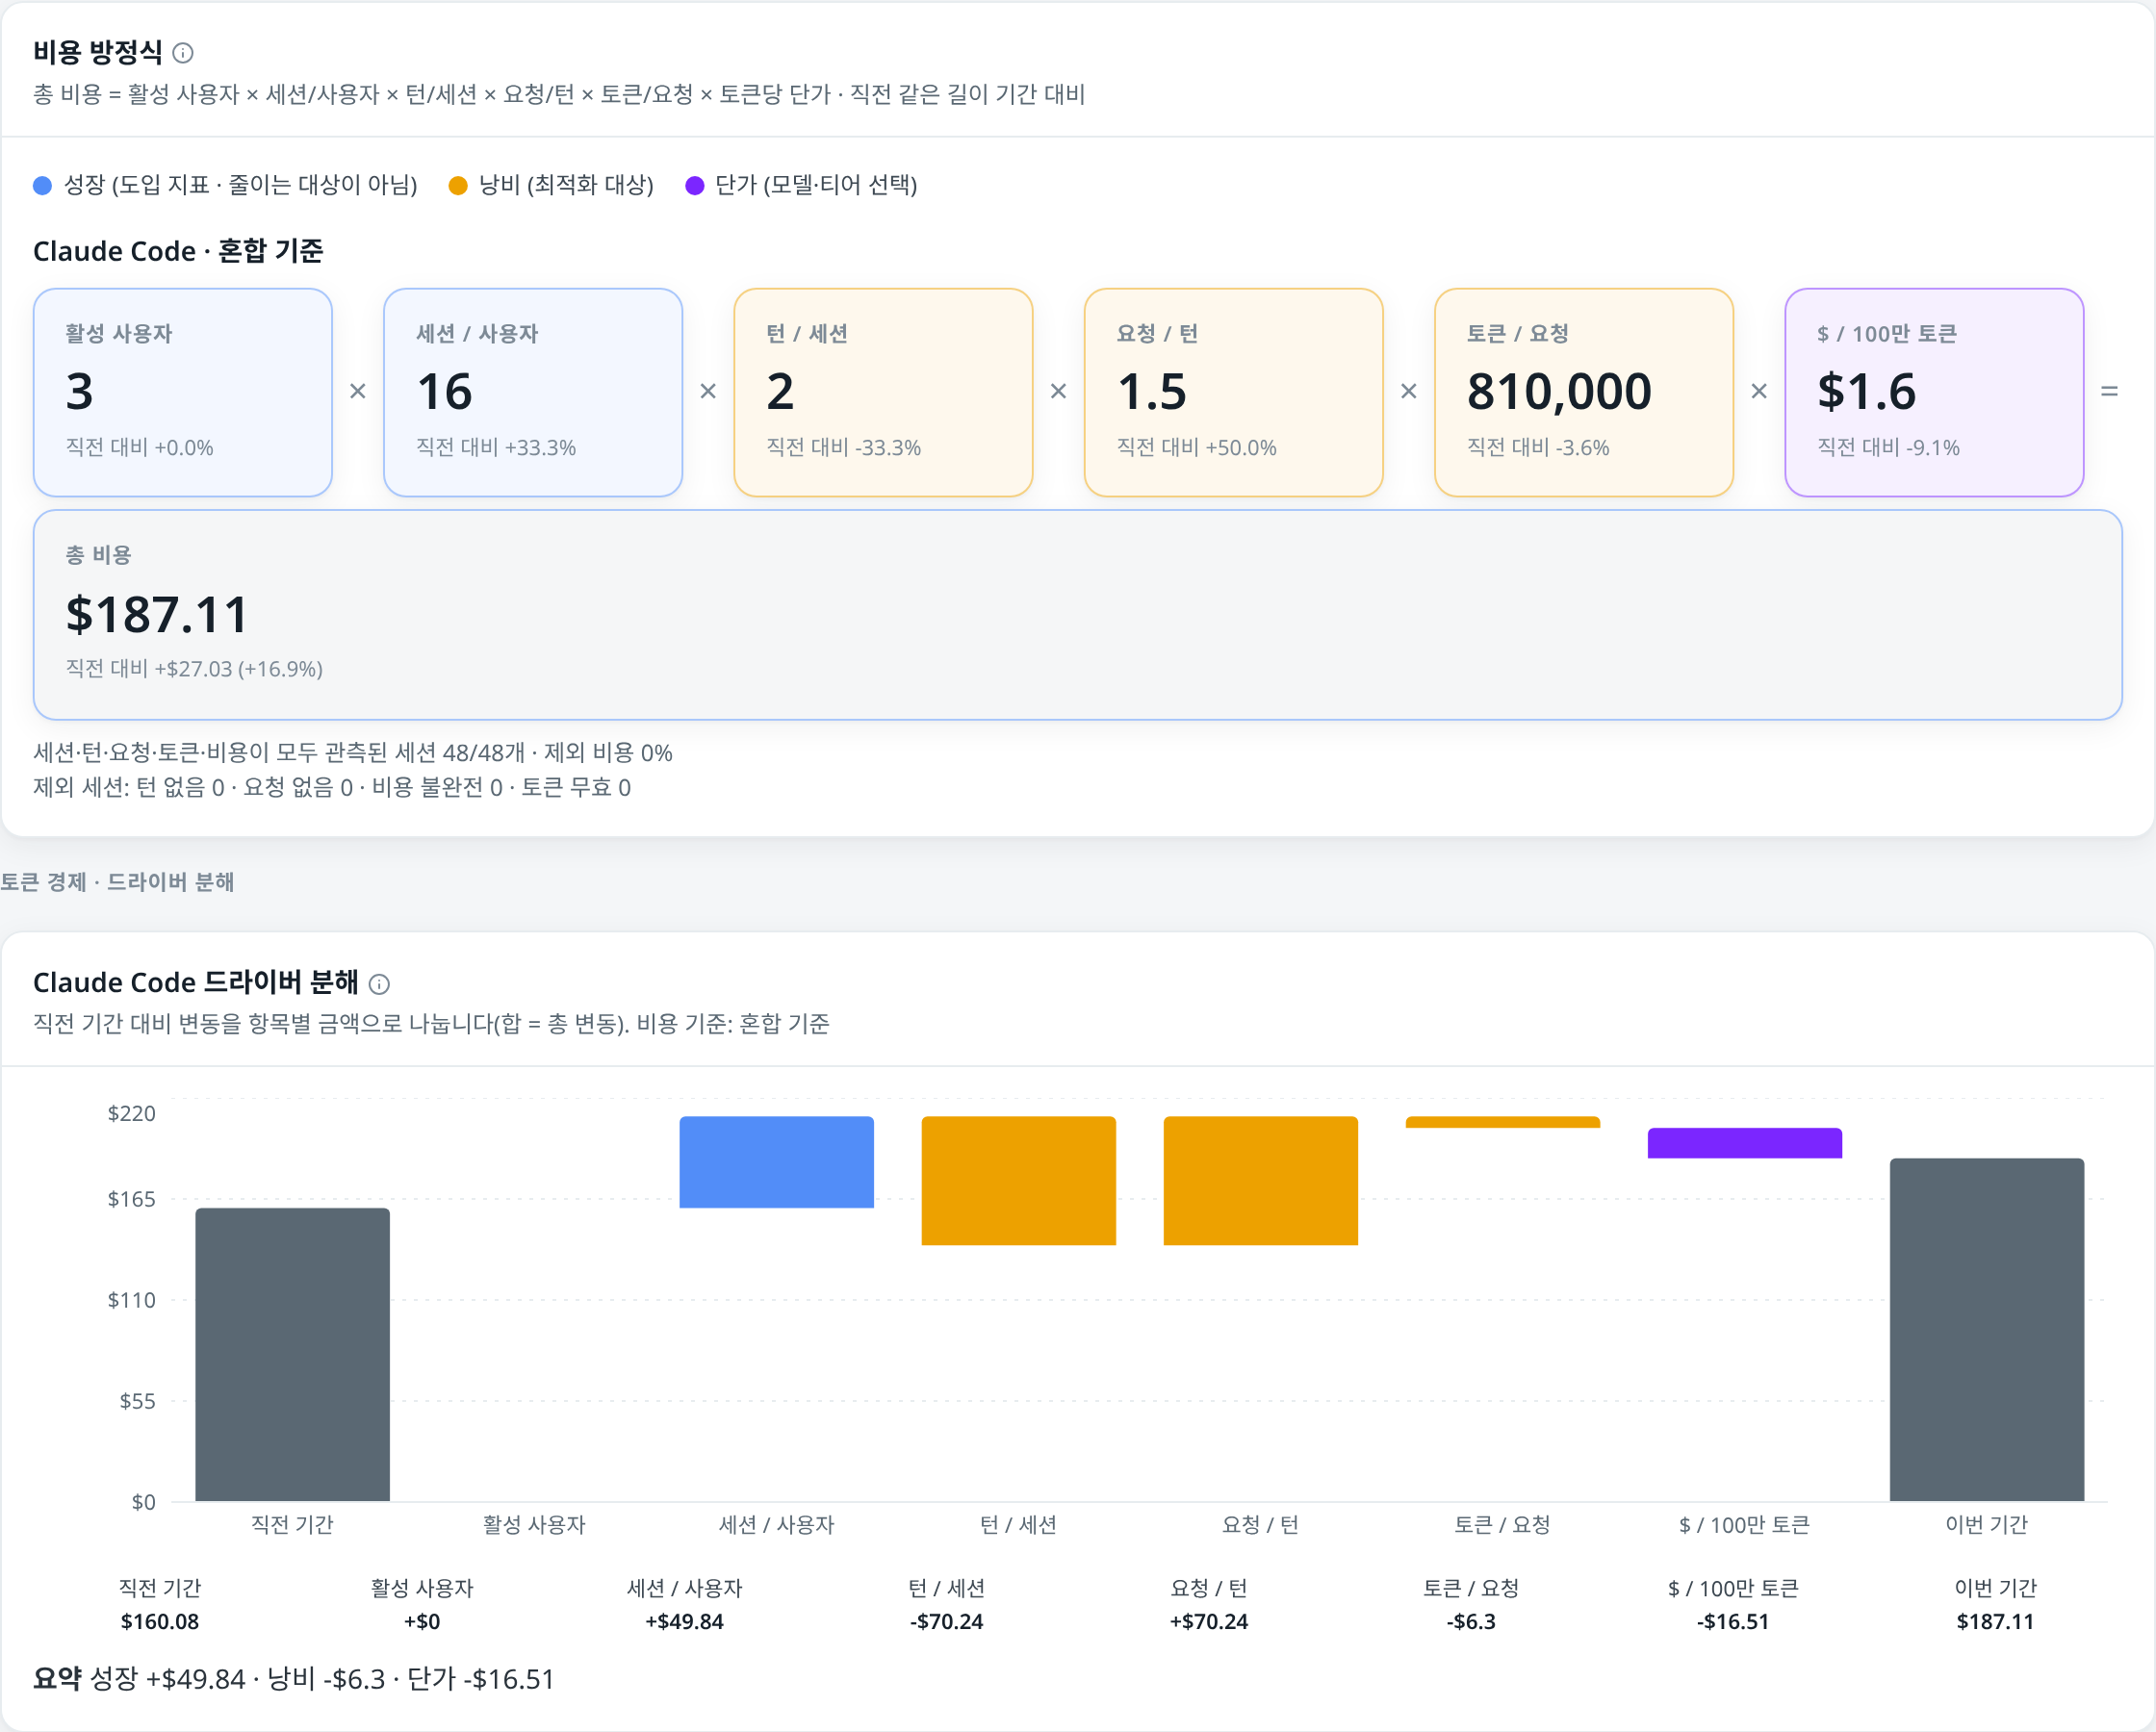 비용 방정식
총 비용 = 활성 사용자 × 세션/사용자 × 턴/세션 × 요청/턴 × 토큰/요청 × 토큰당 단가 · 직전 같은 길이 기간 대비
성장 (도입 지표 · 줄이는 대상이 아님) 낭비 (최적화 대상) 단가 (모델·티어 선택)
Claude Code · 혼합 기준
활성 사용자
3
직전 대비 +0.0%
×
세션 / 사용자
16
직전 대비 +33.3%
×
턴 / 세션
2
직전 대비 -33.3%
×
요청 / 턴
1.5
직전 대비 +50.0%
×
토큰 / 요청
810,000
직전 대비 -3.6%
×
$ / 100만 토큰
$1.6
직전 대비 -9.1%
=
총 비용
$187.11
직전 대비 +$27.03 (+16.9%)
세션·턴·요청·토큰·비용이 모두 관측된 세션 48/48개 · 제외 비용 0%
제외 세션: 턴 없음 0 · 요청 없음 0 · 비용 불완전 0 · 토큰 무효 0
토큰 경제 · 드라이버 분해
Claude Code 드라이버 분해
직전 기간 대비 변동을 항목별 금액으로 나눕니다(합 = 총 변동). 비용 기준: 혼합 기준
$220
$165
$110
$55
$0
직전 기간 활성 사용자 세션 / 사용자 턴 / 세션 요청 / 턴 토큰 / 요청 $ / 100만 토큰 이번 기간
직전 기간 활성 사용자 세션 / 사용자 턴 / 세션 요청 / 턴 토큰 / 요청 $ / 100만 토큰 이번 기간
$160.08 +$0 +$49.84 -$70.24 +$70.24 -$6.3 -$16.51 $187.11
요약 성장 +$49.84 · 낭비 -$6.3 · 단가 -$16.51